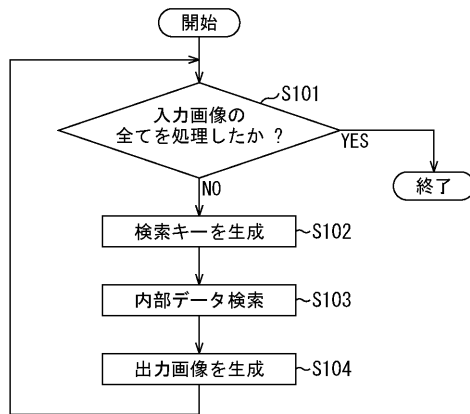 開始
S101
入力画像の
全てを処理したか ?
YES
終了
NO
検索キーを生成 S102
内部データ検索 S103
出力画像を生成 S104